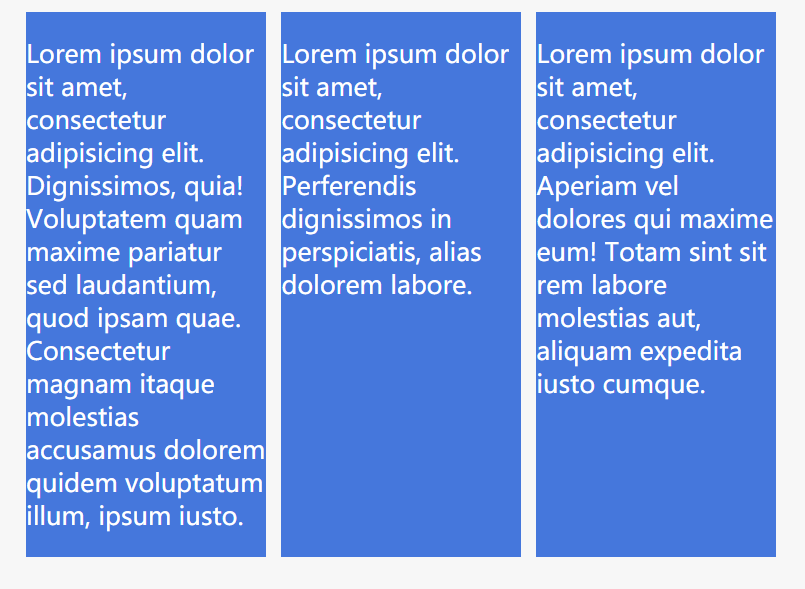 Lorem ipsum dolor
sit amet,
consectetur
adipisicing elit.
Dignissimos, quia!
Voluptatem quam
maxime pariatur
sed laudantium,
quod ipsam quae.
Consectetur
magnam itaque
molestias
accusamus dolorem
quidem voluptatum
illum, ipsum iusto.
Lorem ipsum dolor
sit amet,
consectetur
adipisicing elit.
Perferendis
dignissimos in
perspiciatis, alias
dolorem labore.
Lorem ipsum dolor
sit amet,
consectetur
adipisicing elit.
Aperiam vel
dolores qui maxime
eum! Totam sint sit
rem labore
molestias aut,
aliquam expedita
iusto cumque.